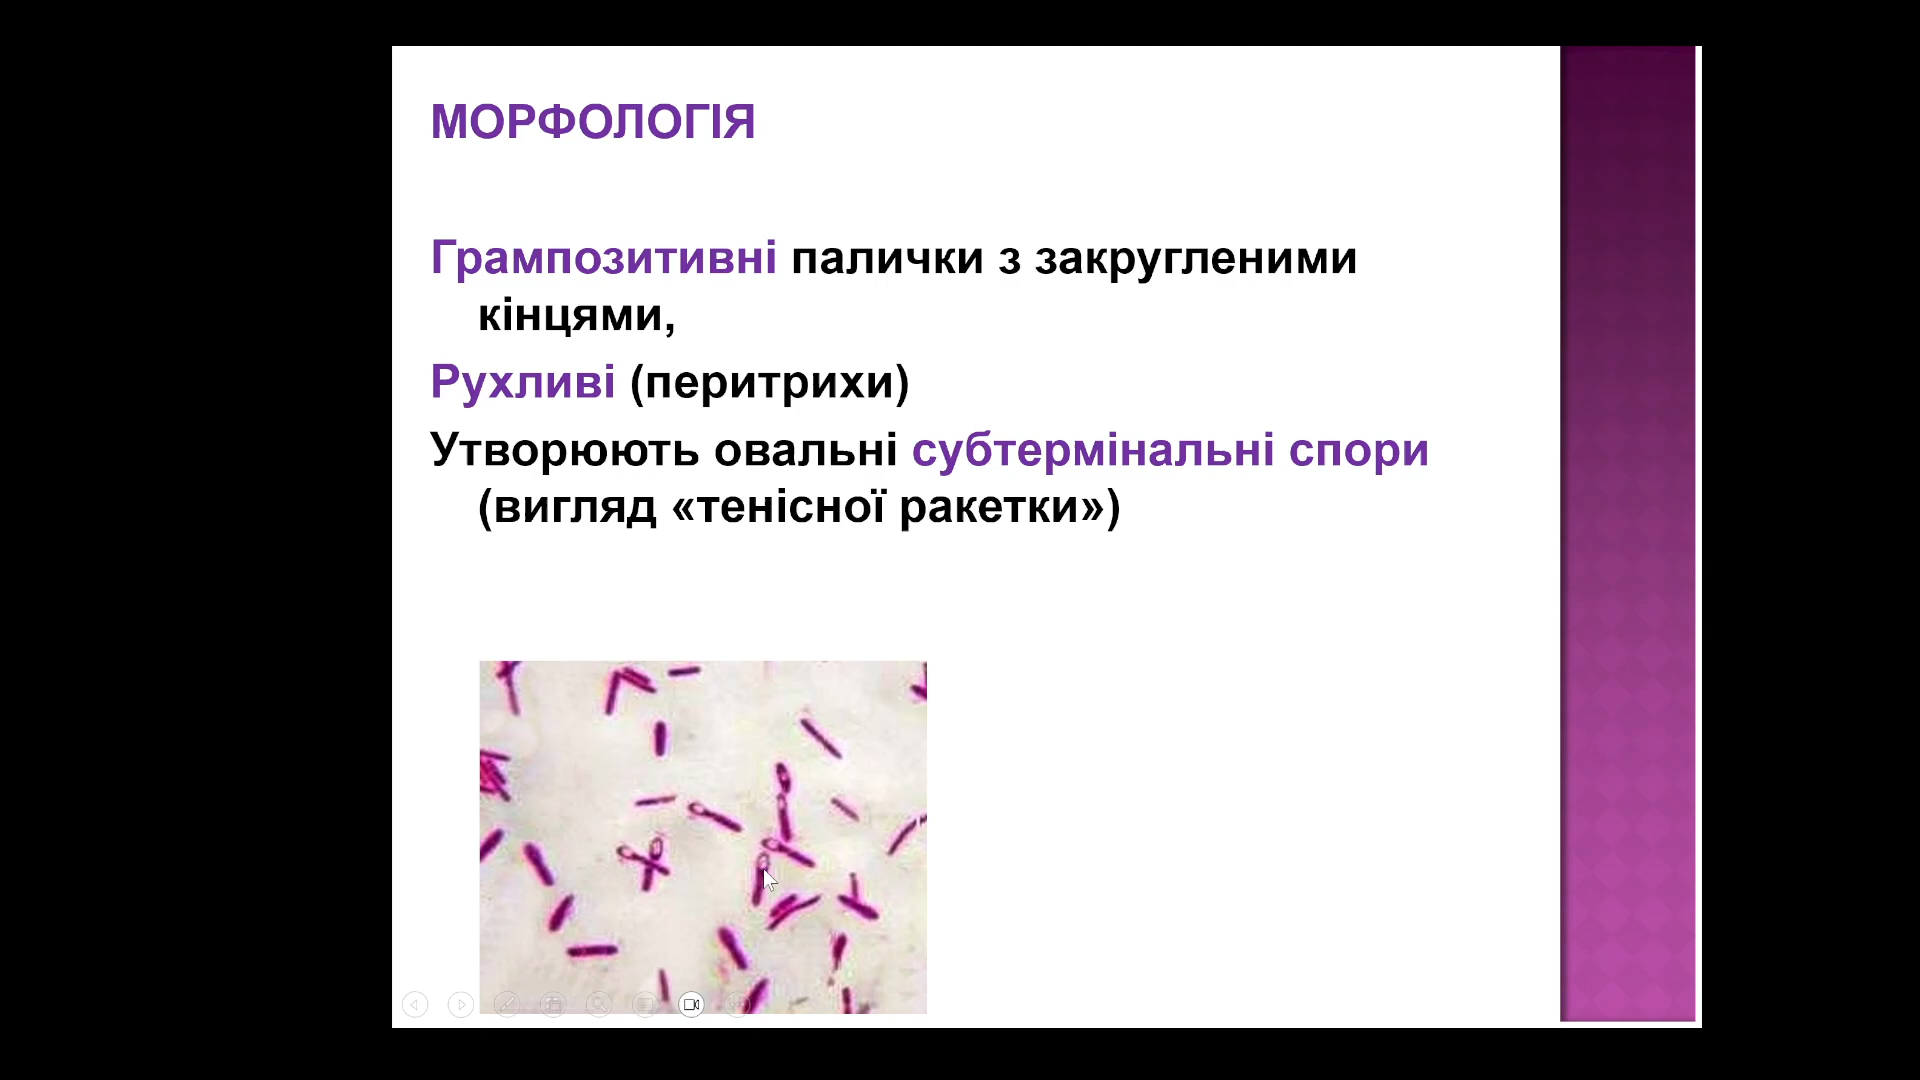 МОРФОЛОГІЯ
Грампозитивні палички з закругленими
кінцями,
Рухливі (перитрихи)
Утворюють овальні субтермінальні спори
(вигляд «тенісної ракетки»)